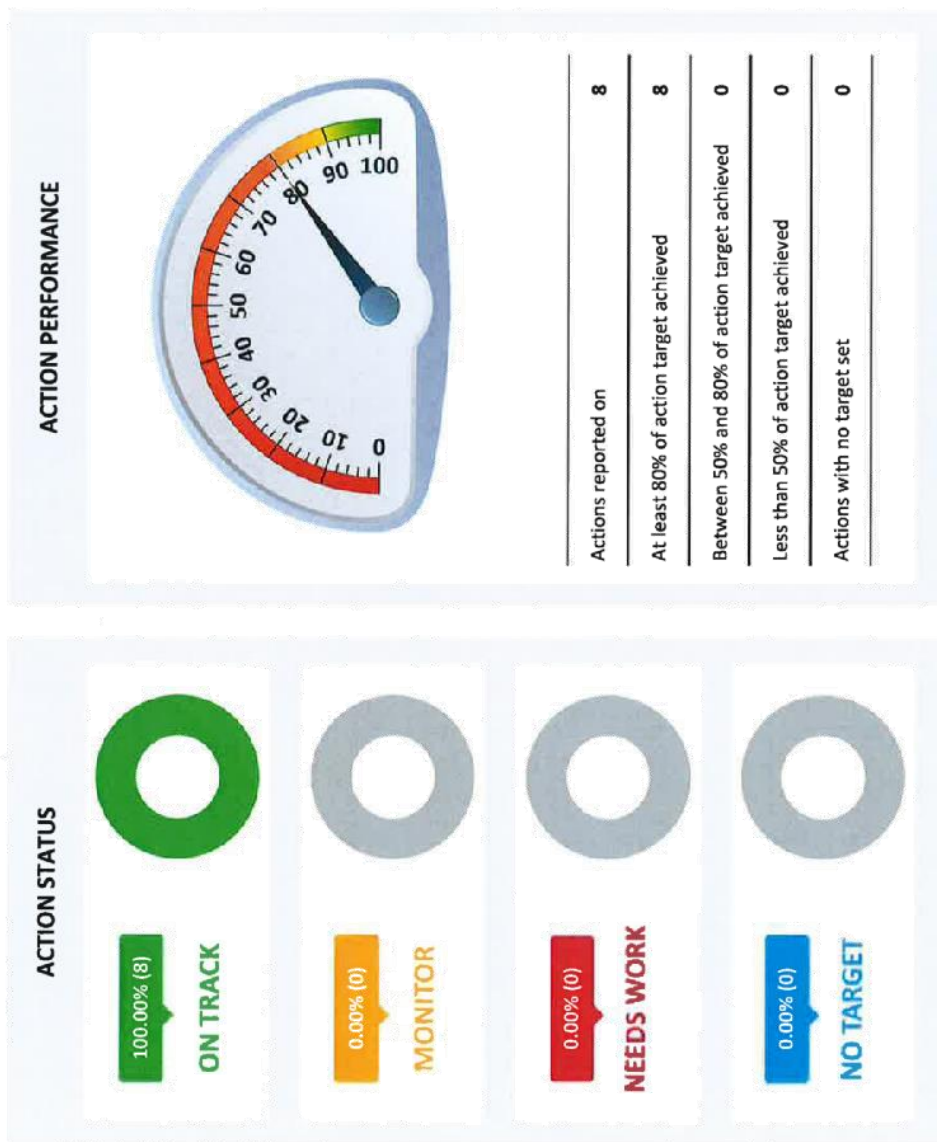 ACTION STATUS
100.00% (8)
ON TRACK
0.00% (0)
MONITOR
0.00% (0)
NEEDS WORK
0.00% (0)
NO TARGET
ACTION PERFORMANCE
0
10
20
30
40
50
60
70
80
90
100
Actions reported on 8
At least 80% of action target achieved 8
Between 50% and 80% of action target achieved 0
Less than 50% of action target achieved 0
Actions with no target set 0